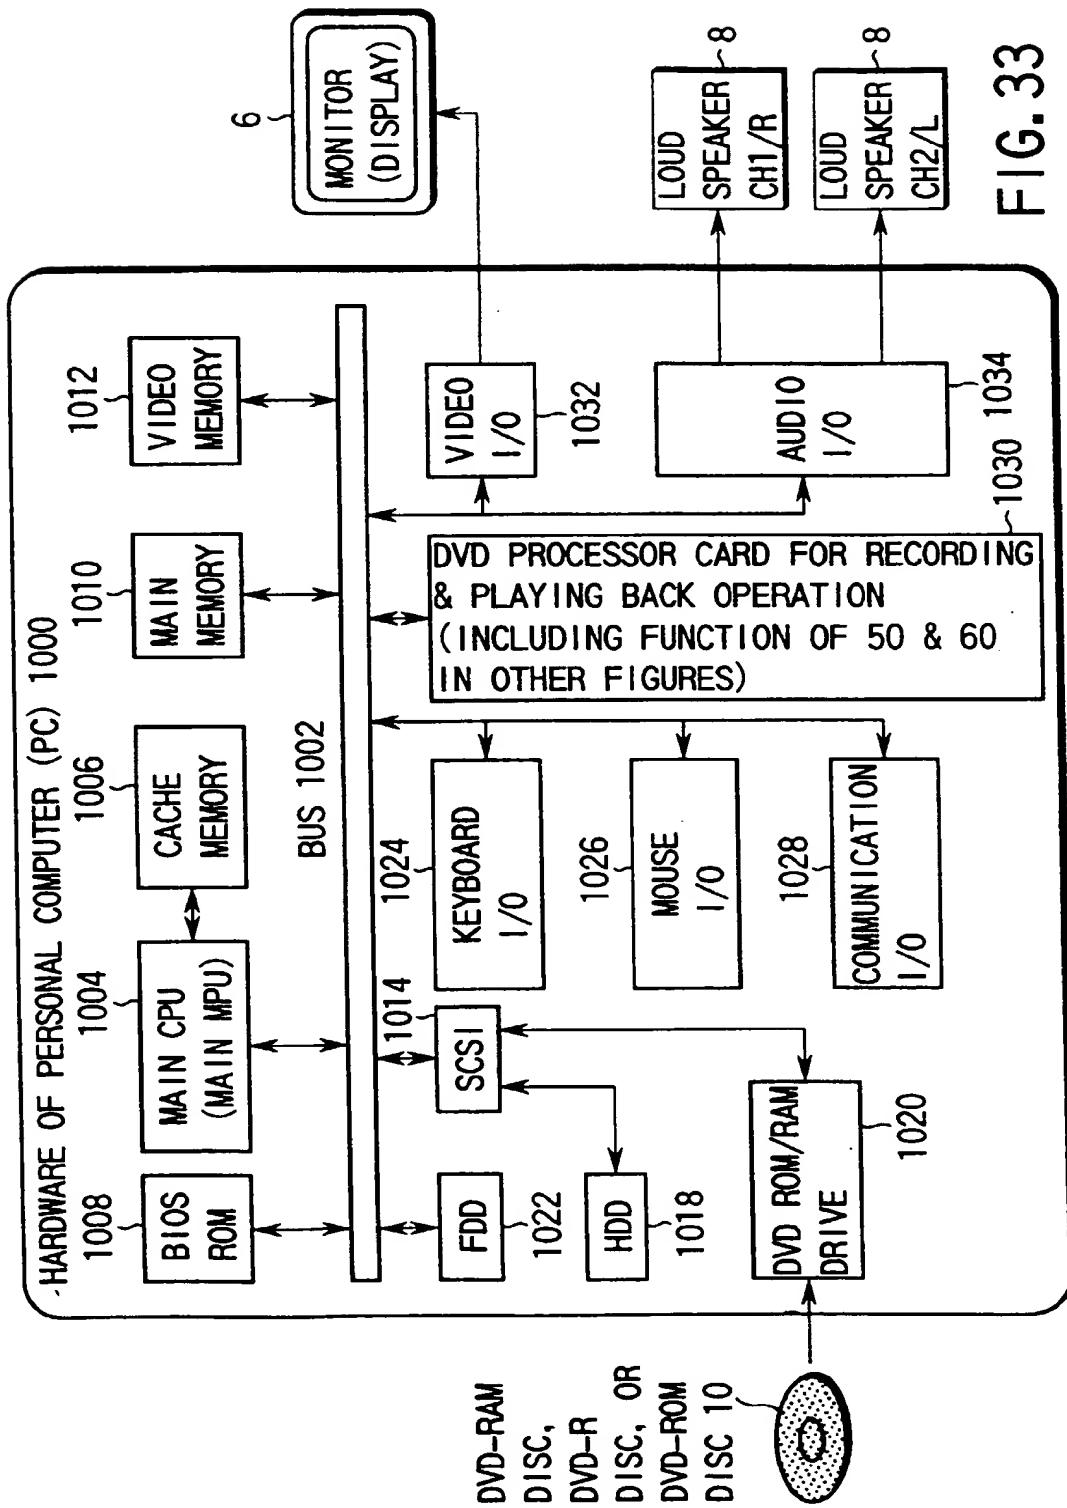 HARDWARE OF PERSONAL COMPUTER (PC) 1000
1008
BIOS
ROM
1004
MAIN CPU
(MAIN MPU)
1006
CACHE
MEMORY
1010
MAIN
MEMORY
1012
VIDEO
MEMORY
6
MONITOR
(DISPLAY)
BUS 1002
FDD
1022
1014
SCSI
HDD
1018
DVD ROM/RAM
DRIVE
1020
1024
KEYBOARD
I/O
1026
MOUSE
I/O
1028
COMMUNICATION
I/O
DVD PROCESSOR CARD FOR RECORDING
& PLAYING BACK OPERATION
(INCLUDING FUNCTION OF 50 & 60
IN OTHER FIGURES)
1030
VIDEO
I/O
1032
AUDIO
I/O
1034
LOUD
SPEAKER
CH1/R
8
LOUD
SPEAKER
CH2/L
8
DVD-RAM
DISC,
DVD-R
DISC, OR
DVD-ROM
DISC 10
FIG.33